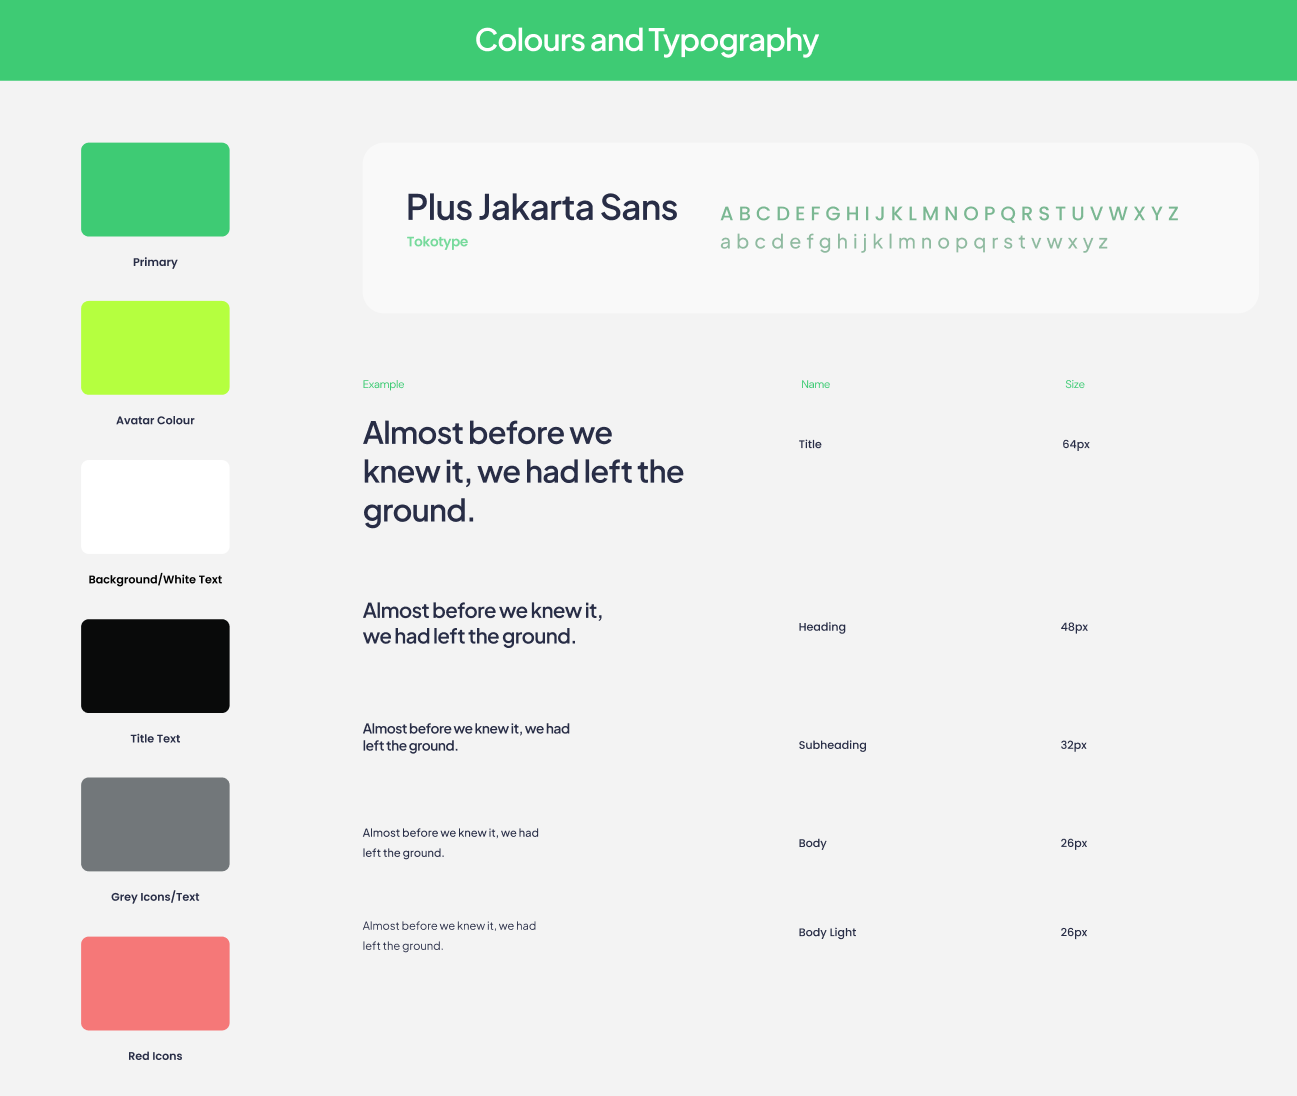 Colours and Typography
Primary
Avatar Colour
Background/White Text
Title Text
Grey Icons/Text
Red Icons
Plus Jakarta Sans
Tokotype
A B C D E F G H I J K L M N O P Q R S T U V W X Y Z
a b c d e f g h i j k l m n o p q r s t v w x y z
Example Name Size
Almost before we
knew it, we had left the
ground.
Title 64px
Almost before we knew it,
we had left the ground.
Heading 48px
Almost before we knew it, we had
left the ground.
Subheading 32px
Almost before we knew it, we had
left the ground.
Body 26px
Almost before we knew it, we had
left the ground.
Body Light 26px